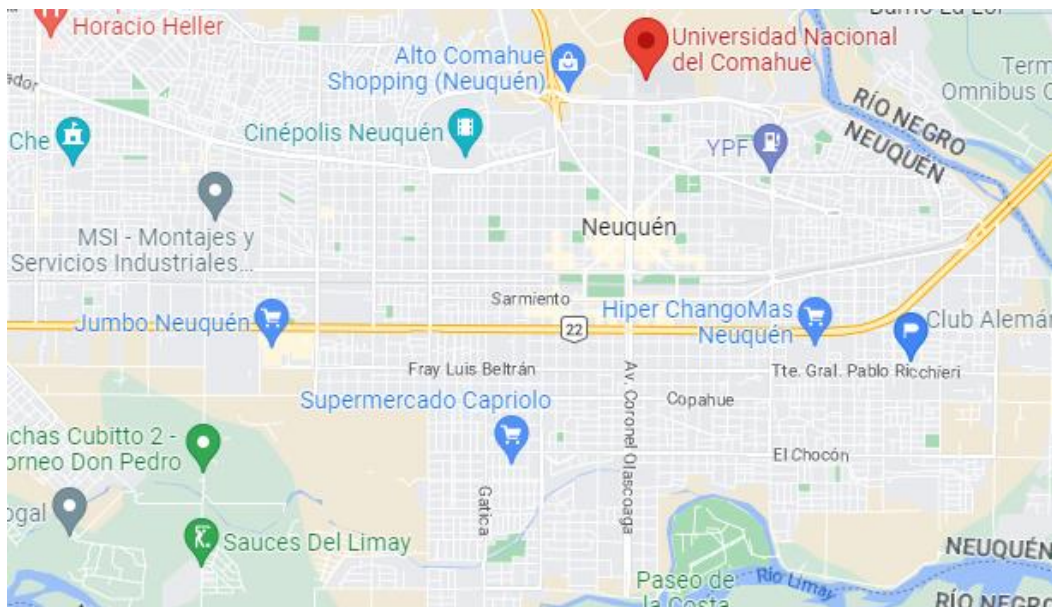 Horacio Heller
Alto Comahue
Shopping (Neuquén)
Universidad Nacional
del Comahue
Term
Omnibus
ador
Che
Cinépolis Neuquén
YPF
RÍO NEGRO
NEUQUÉN
MSI - Montajes y
Servicios Industriales...
Neuquén
Sarmiento
Jumbo Neuquén
22
Hiper ChangoMas
Neuquén
Club Alemán
Fray Luis Beltrán
Tte. Gral. Pablo Ricchieri
Supermercado Capriolo
Av. Coronel Olascoaga
Copahue
chas Cubitto 2 -
orneo Don Pedro
El Chocón
Gatica
ogal
Sauces Del Limay
Paseo de
la Costa
Río Limay
NEUQUÉN
RÍO NEGRO